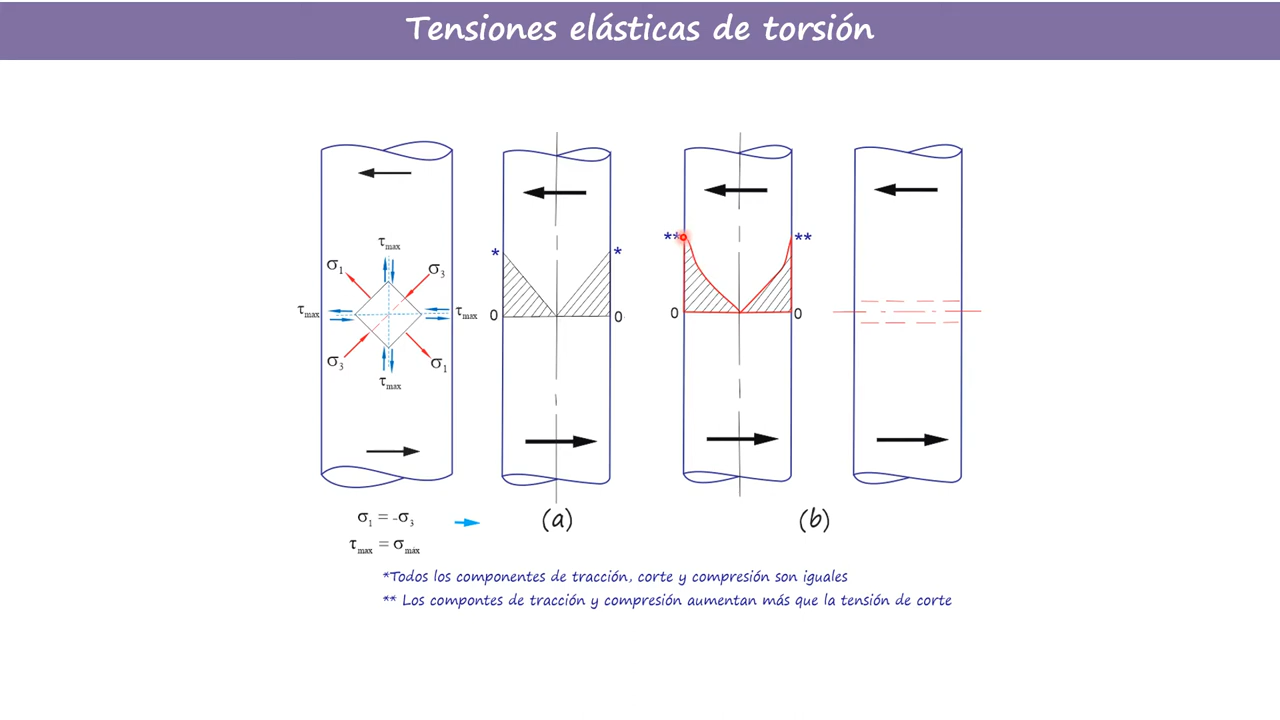 Tensiones elásticas de torsión
τmax
σ1
σ3
τmax
τmax
σ3
σ1
τmax
*
*
0
0
**
**
0
0
σ1 = -σ3
τmax = σmáx
(a)
(b)
*Todos los componentes de tracción, corte y compresión son iguales
** Los compontes de tracción y compresión aumentan más que la tensión de corte